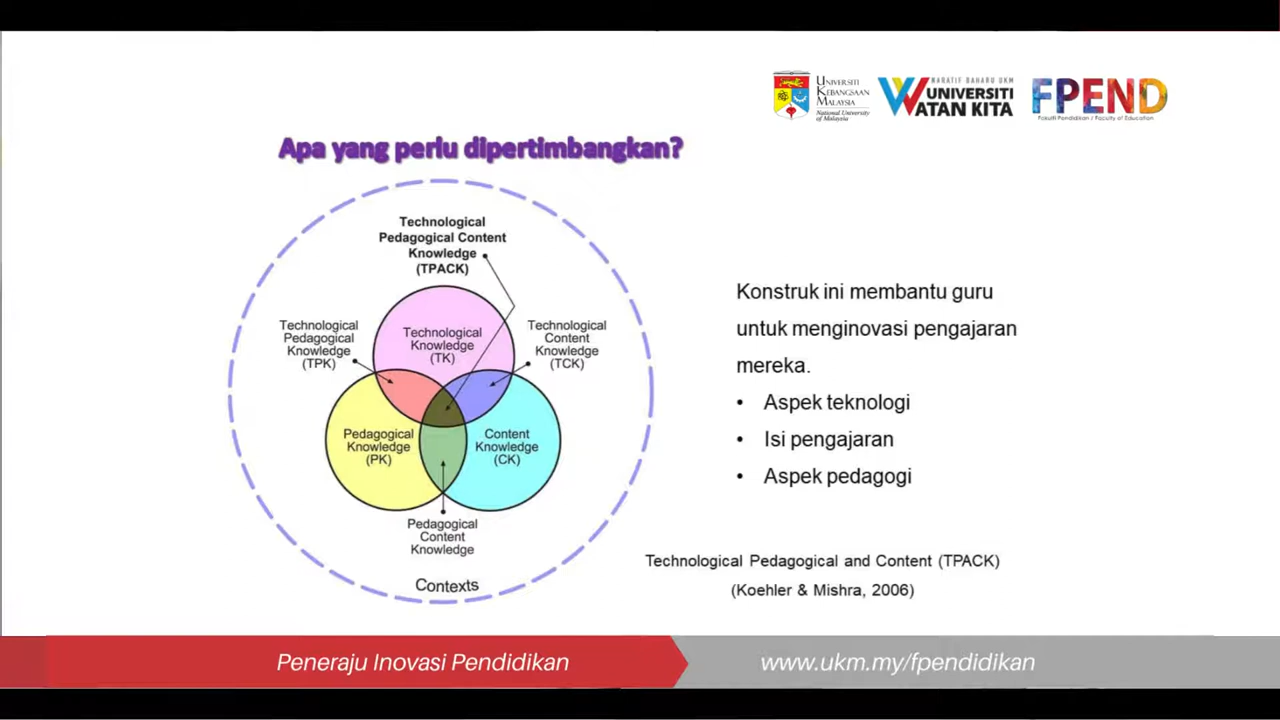 UNIVERSITI
KEBANGSAAN
MALAYSIA
National University
of Malaysia
NARATIF BAHARU UKM
UNIVERSITI
WATAN KITA
FPEND
Fakulti Pendidikan / Faculty of Education
Apa yang perlu dipertimbangkan?
Technological
Pedagogical Content
Knowledge
(TPACK)
Technological
Pedagogical
Knowledge
(TPK)
Technological
Knowledge
(TK)
Technological
Content
Knowledge
(TCK)
Pedagogical
Knowledge
(PK)
Content
Knowledge
(CK)
Pedagogical
Content
Knowledge
Contexts
Konstruk ini membantu guru
untuk menginovasi pengajaran
mereka.
• Aspek teknologi
• Isi pengajaran
• Aspek pedagogi
Technological Pedagogical and Content (TPACK)
(Koehler & Mishra, 2006)
Peneraju Inovasi Pendidikan
www.ukm.my/fpendidikan